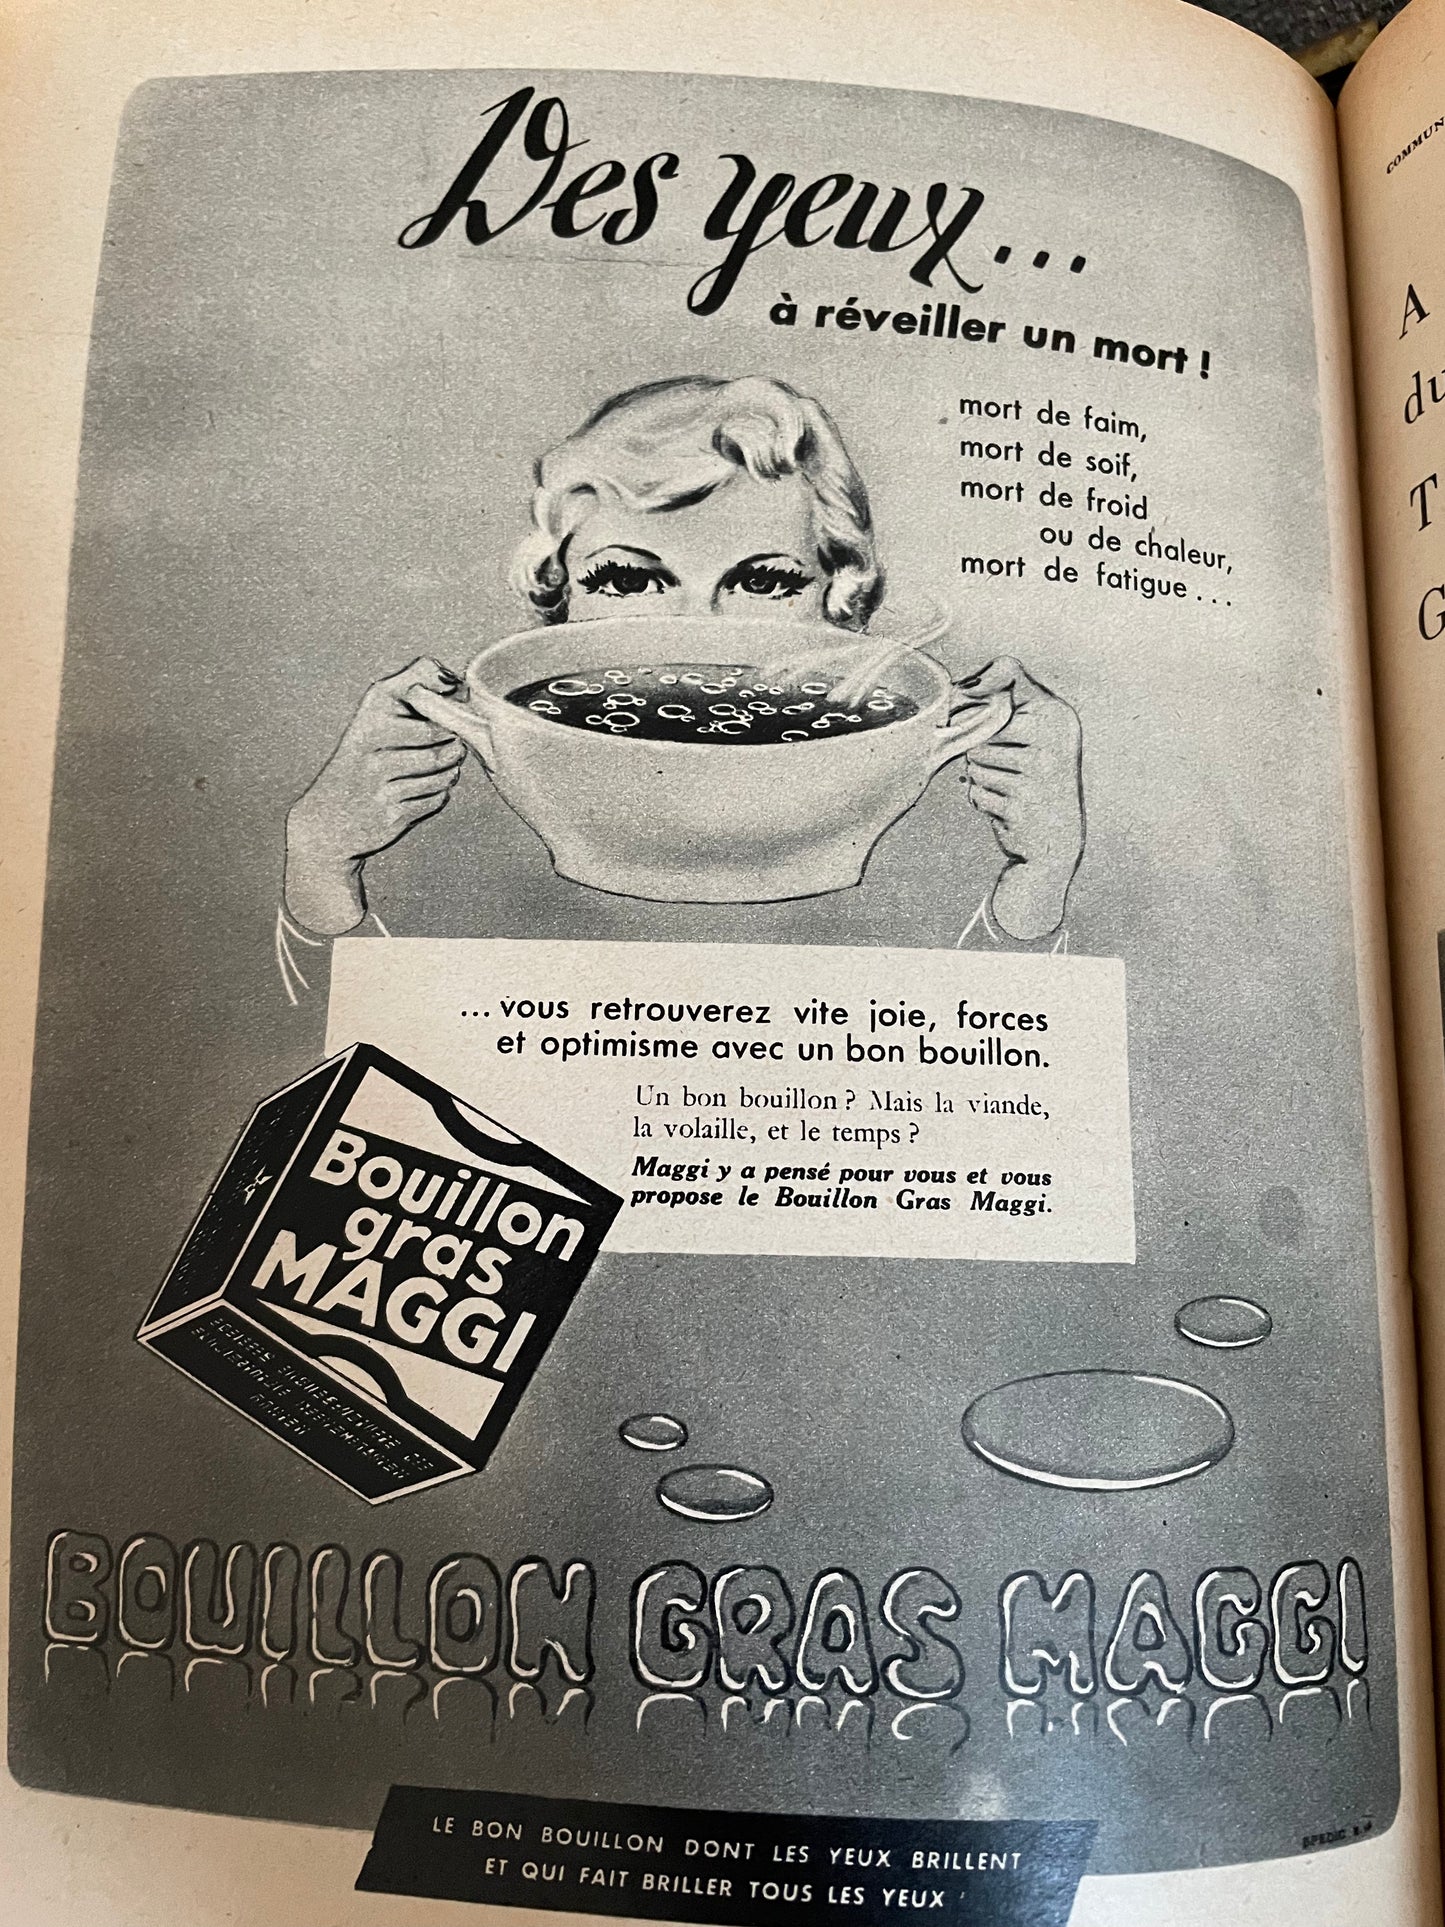 Des yeux...
à réveiller un mort !
mort de faim,
mort de soif,
mort de froid
ou de chaleur,
mort de fatigue...
...vous retrouverez vite joie, forces
et optimisme avec un bon bouillon.
Un bon bouillon ? Mais la viande,
la volaille, et le temps ?
Maggi y a pensé pour vous et vous
propose le Bouillon Gras Maggi.
Bouillon
gras
MAGGI
BOUILLON GRAS MAGGI
LE BON BOUILLON DONT LES YEUX BRILLENT
ET QUI FAIT BRILLER TOUS LES YEUX
COMMUN
A
du
T
G